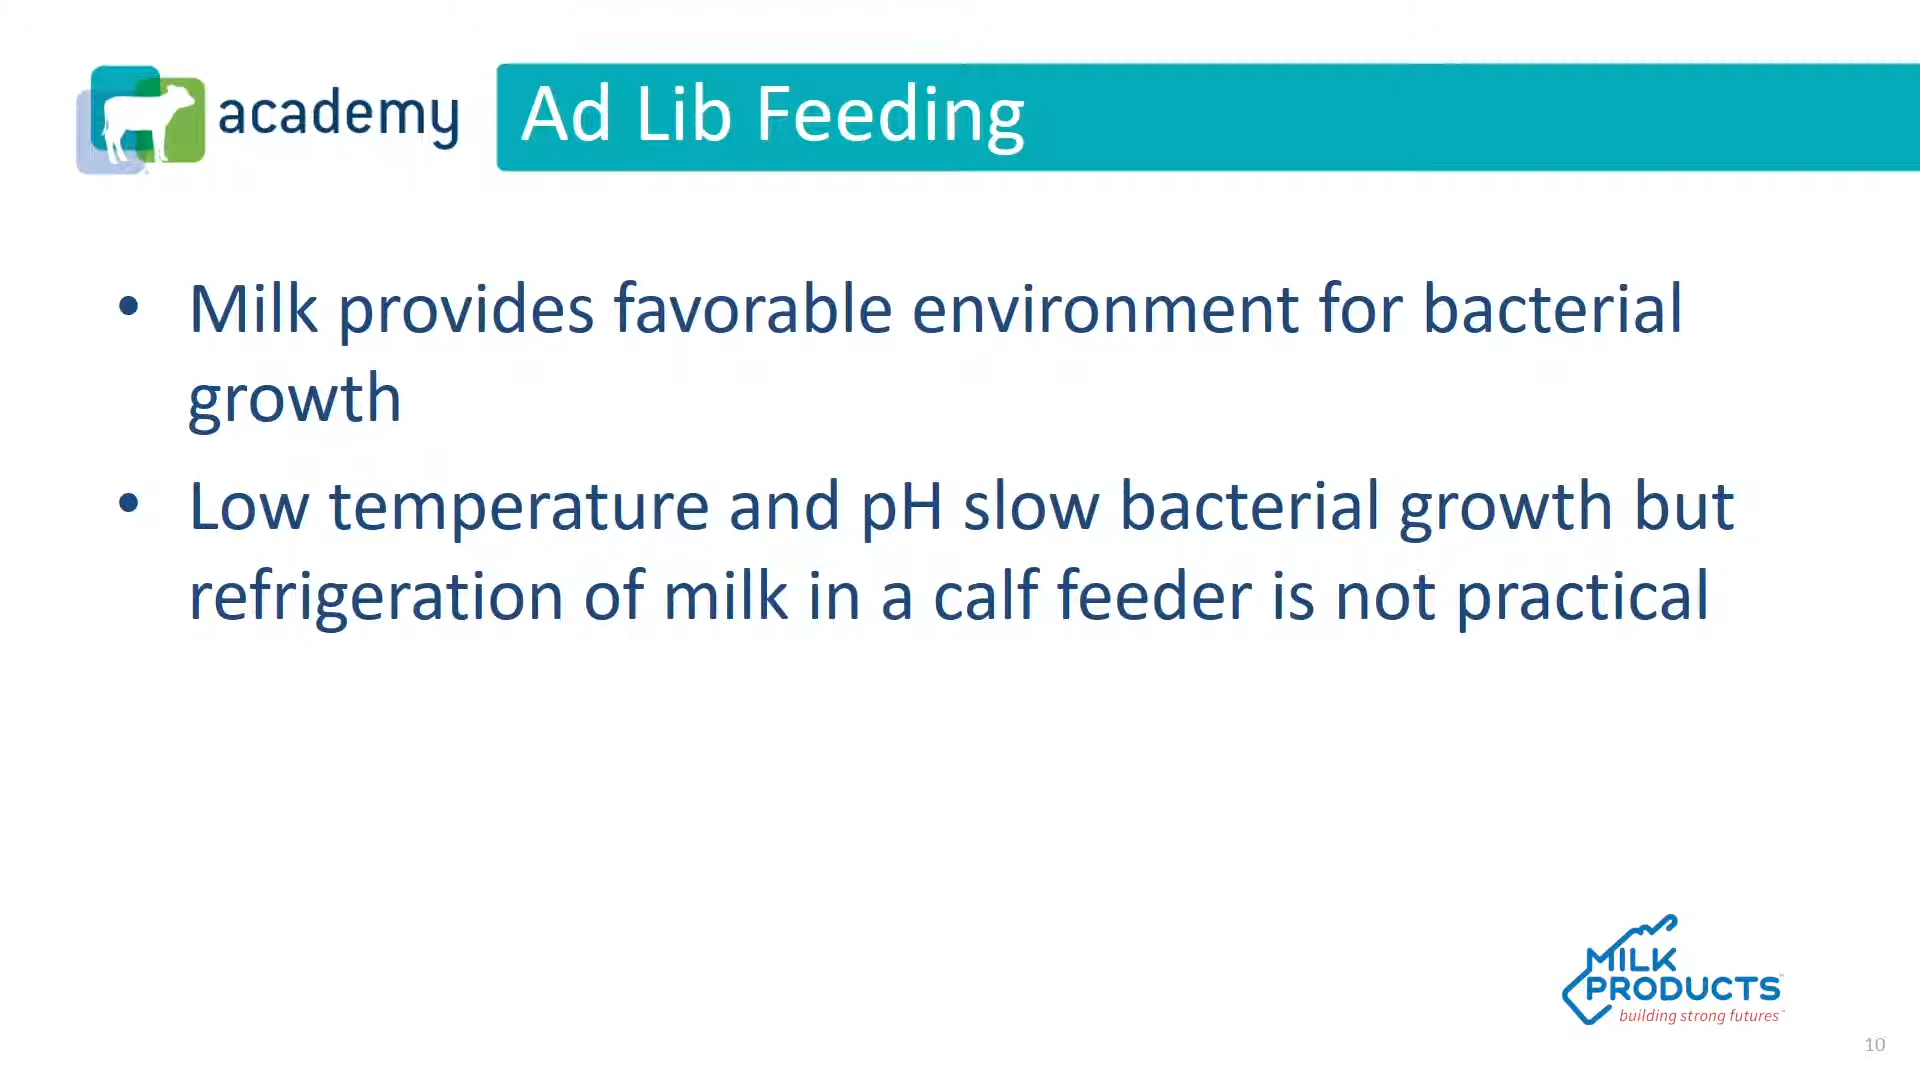 academy
Ad Lib Feeding
• Milk provides favorable environment for bacterial
growth
• Low temperature and pH slow bacterial growth but
refrigeration of milk in a calf feeder is not practical
MILK
PRODUCTS
building strong futures™
10